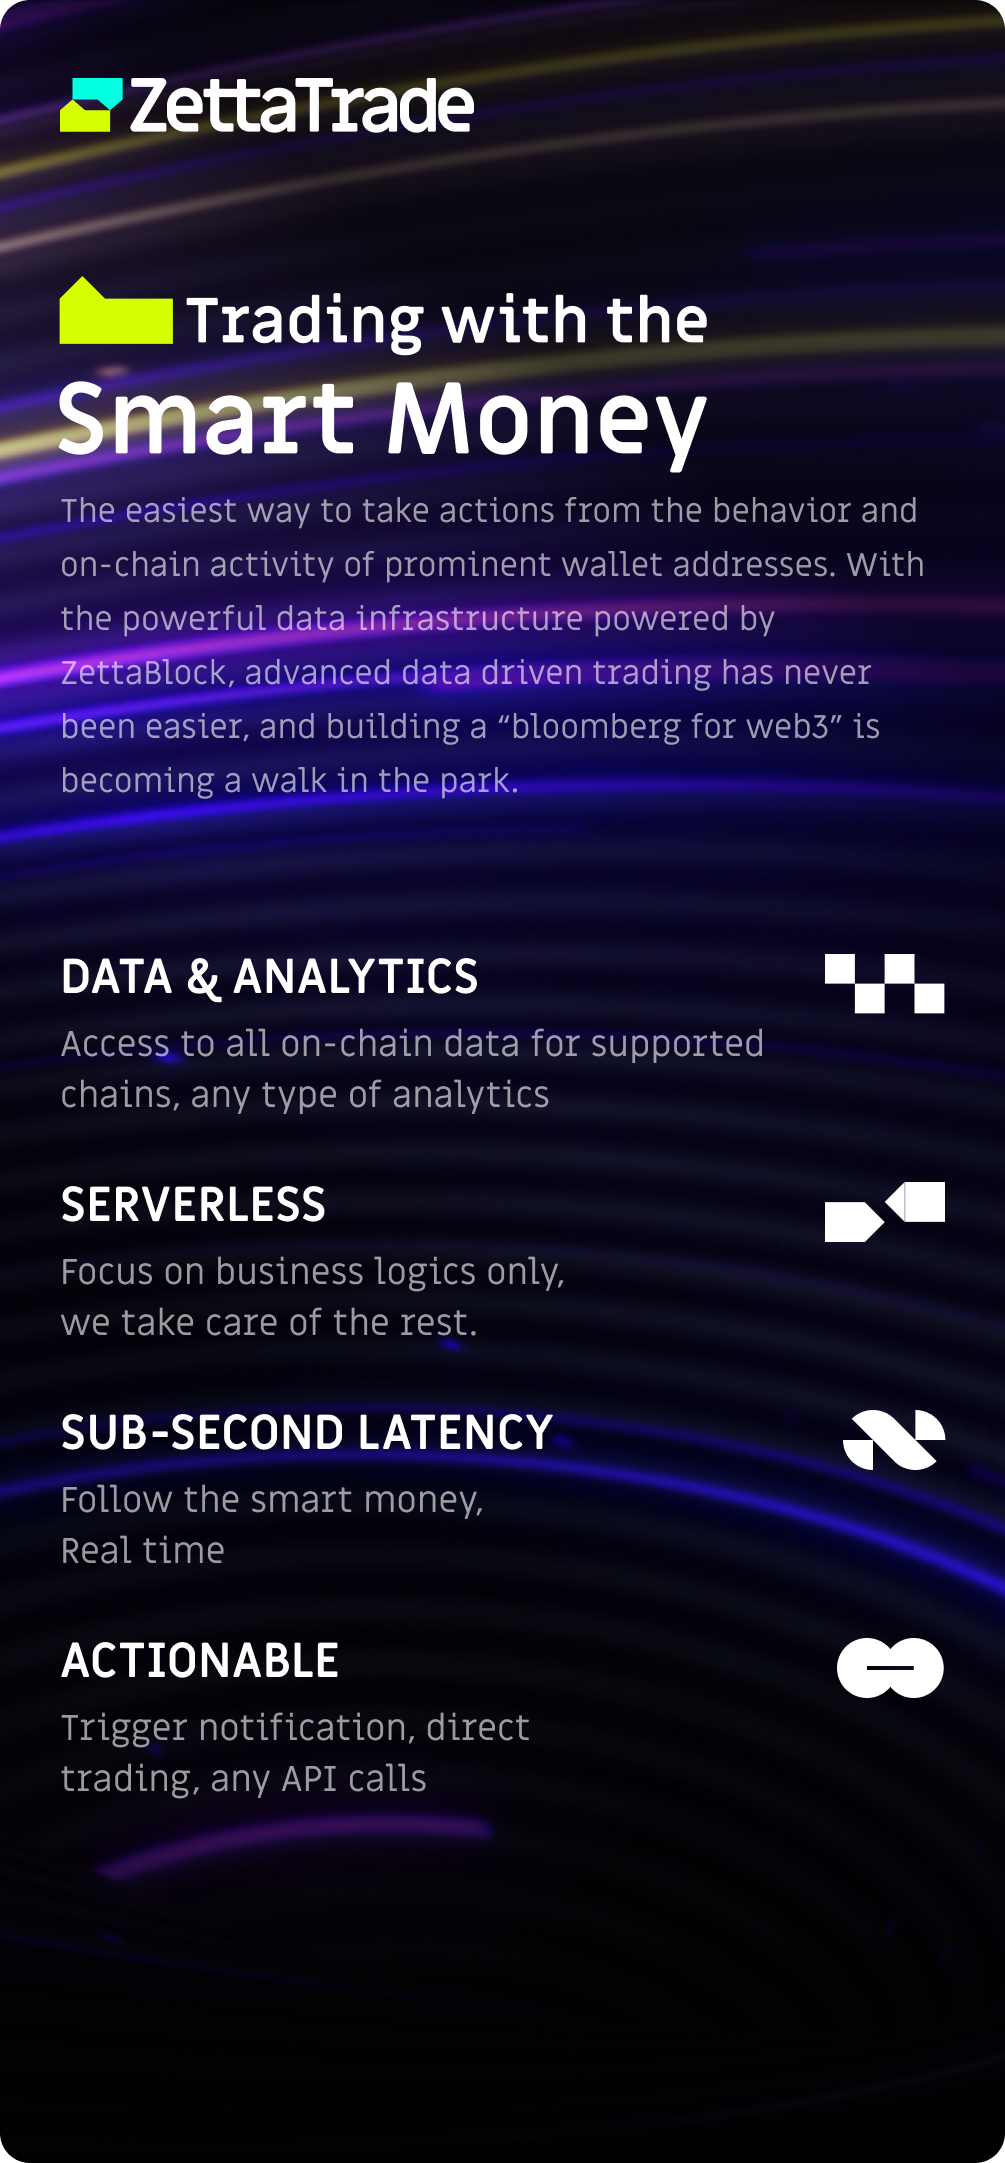 ZettaTrade
Trading with the
Smart Money
The easiest way to take actions from the behavior and
on-chain activity of prominent wallet addresses. With
the powerful data infrastructure powered by
ZettaBlock, advanced data driven trading has never
been easier, and building a “bloomberg for web3” is
becoming a walk in the park.
DATA & ANALYTICS
Access to all on-chain data for supported
chains, any type of analytics
SERVERLESS
Focus on business logics only,
we take care of the rest.
SUB-SECOND LATENCY
Follow the smart money,
Real time
ACTIONABLE
Trigger notification, direct
trading, any API calls